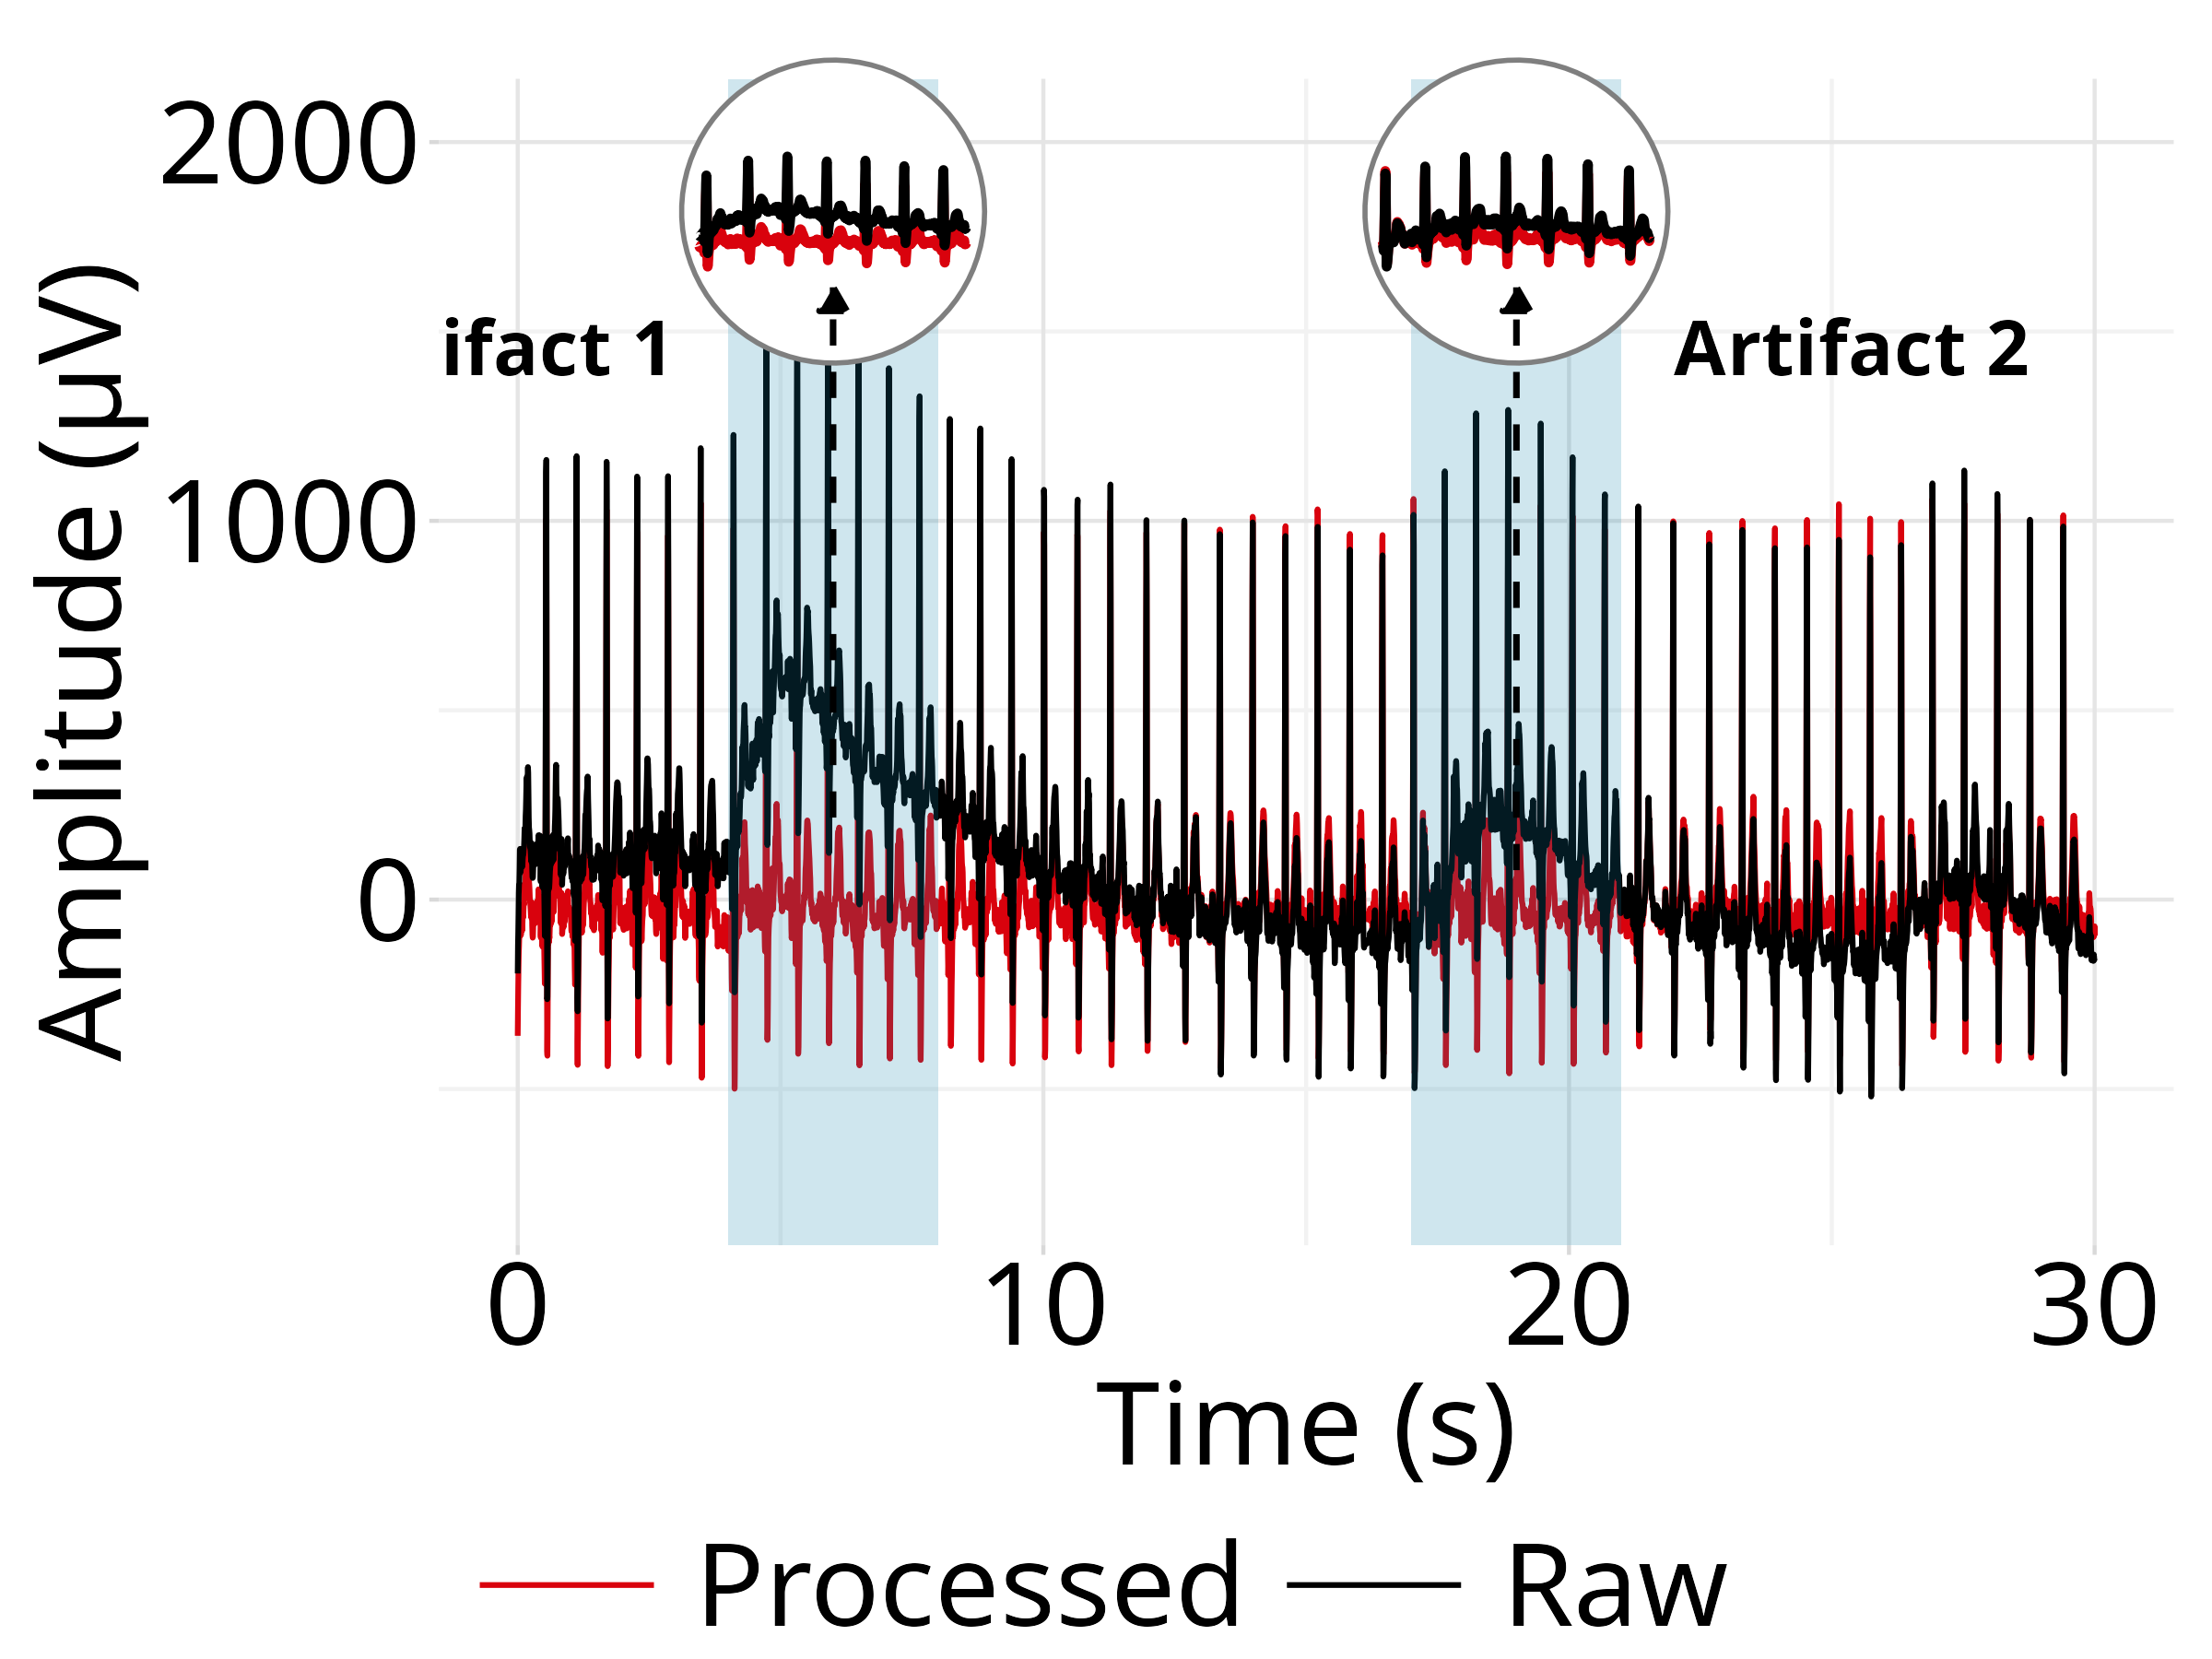 2000
ifact 1
Artifact 2
1000
0
Amplitude (µV)
0 10 20 30
Time (s)
Processed Raw